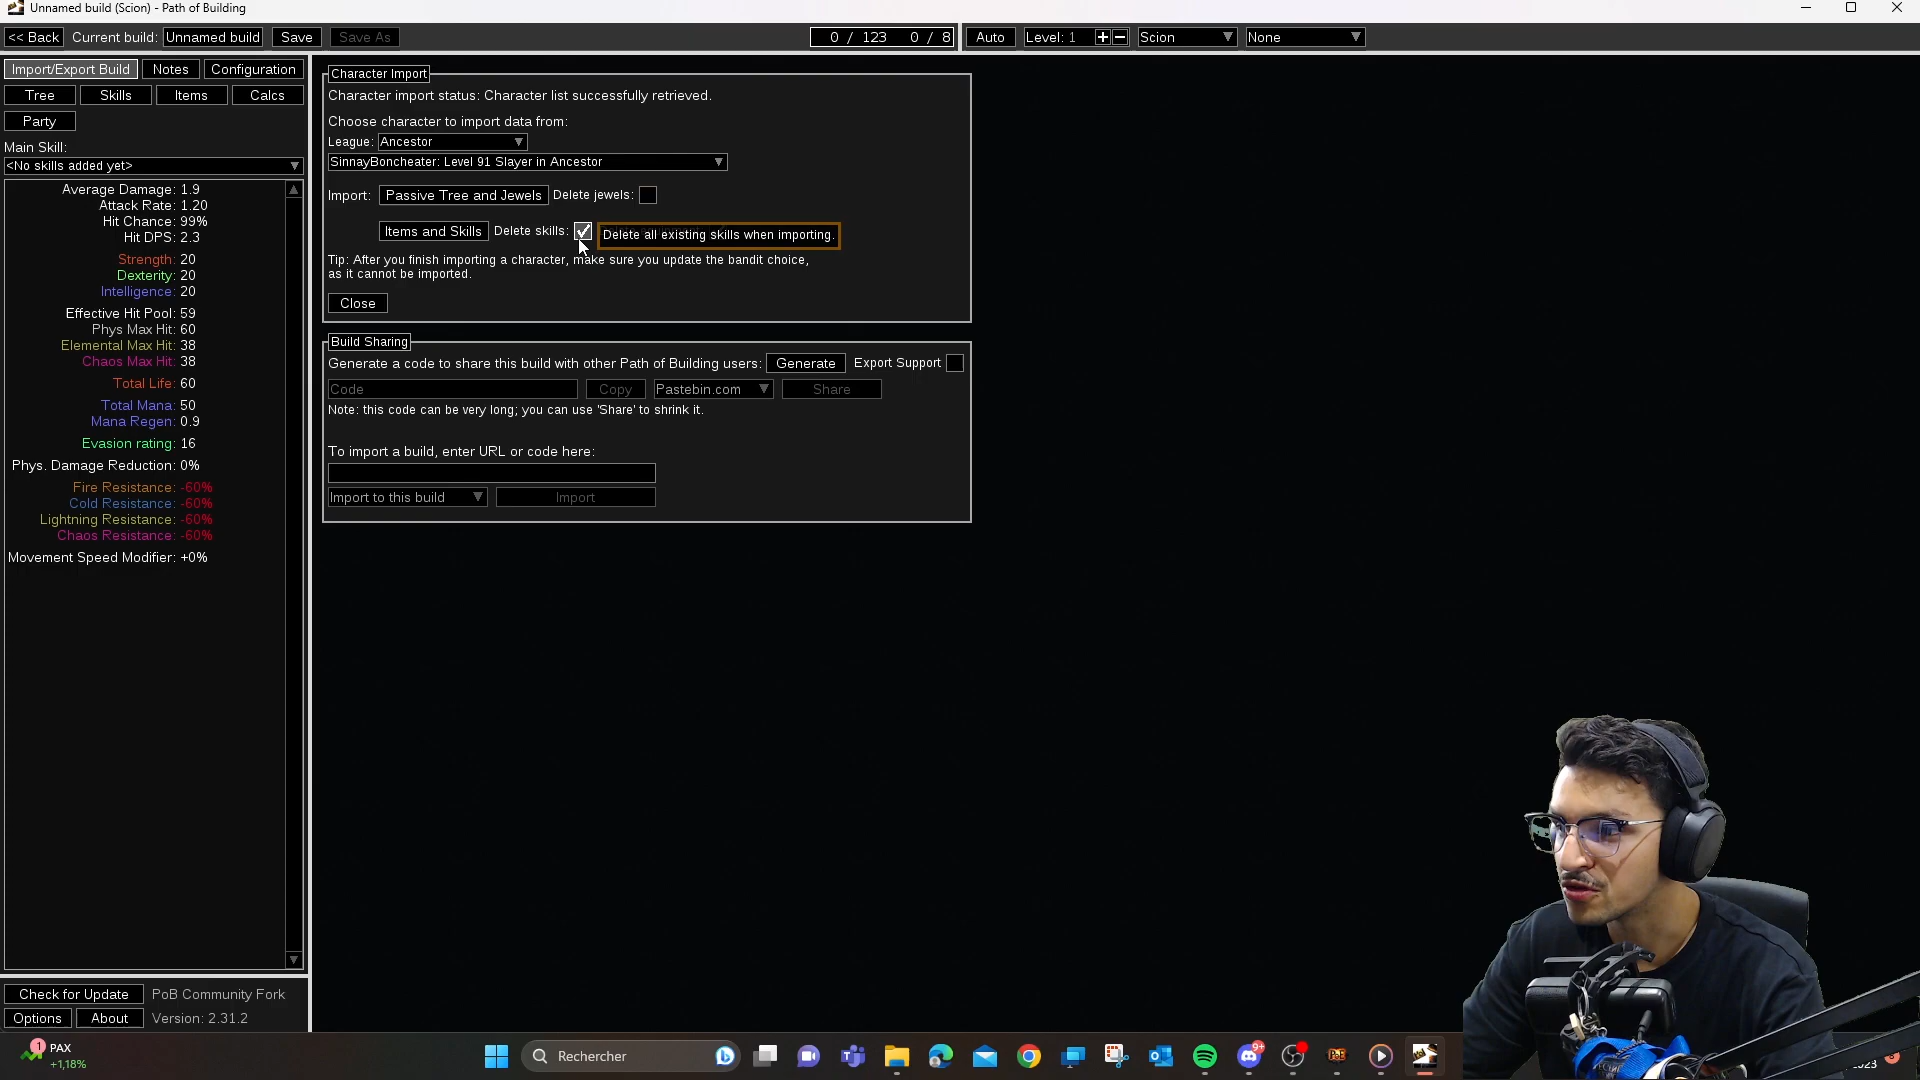 Unnamed build (Scion) - Path of Building
<< Back Current build: Unnamed build Save Save As 0 / 123 0 / 8 Auto Level: 1 Scion None
Import/Export Build Notes Configuration
Tree Skills Items Calcs
Party
Main Skill:
<No skills added yet>
Average Damage: 1.9
Attack Rate: 1.20
Hit Chance: 99%
Hit DPS: 2.3
Strength: 20
Dexterity: 20
Intelligence: 20
Effective Hit Pool: 59
Phys Max Hit: 60
Elemental Max Hit: 38
Chaos Max Hit: 38
Total Life: 60
Total Mana: 50
Mana Regen: 0.9
Evasion rating: 16
Phys. Damage Reduction: 0%
Fire Resistance: -60%
Cold Resistance: -60%
Lightning Resistance: -60%
Chaos Resistance: -60%
Movement Speed Modifier: +0%
Check for Update PoB Community Fork
Options About Version: 2.31.2
Character Import
Character import status: Character list successfully retrieved.
Choose character to import data from:
League: Ancestor
SinnayBoncheater: Level 91 Slayer in Ancestor
Import: Passive Tree and Jewels Delete jewels:
Items and Skills Delete skills: Delete all existing skills when importing.
Tip: After you finish importing a character, make sure you update the bandit choice,
as it cannot be imported.
Close
Build Sharing
Generate a code to share this build with other Path of Building users: Generate Export Support
Code Copy Pastebin.com Share
Note: this code can be very long; you can use 'Share' to shrink it.
To import a build, enter URL or code here:
Import to this build Import
1 PAX
+1,18%
Rechercher
9+
PoE